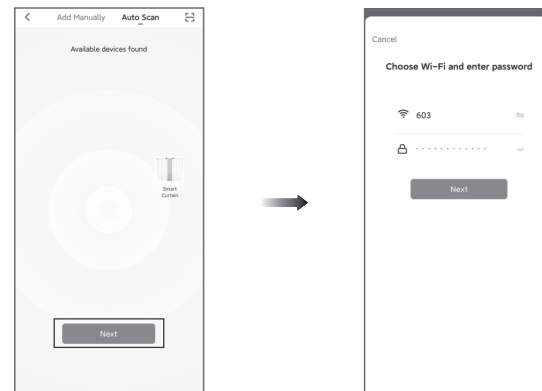 Add Manually Auto Scan
Available devices found
Smart
Curtain
Next
Cancel
Choose Wi-Fi and enter password
603
············
Next